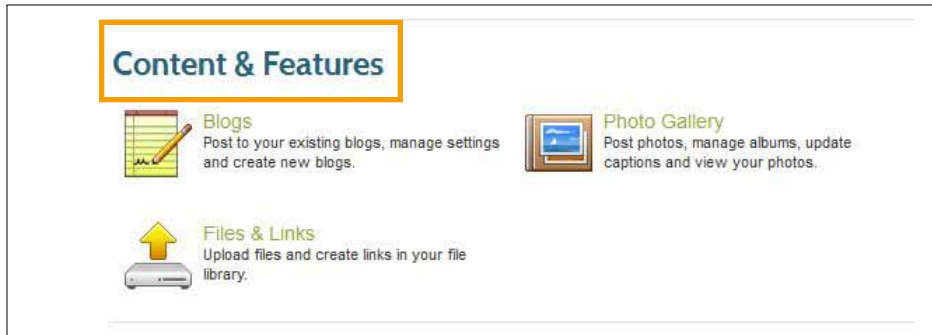 Content & Features
Blogs
Post to your existing blogs, manage settings
and create new blogs.
Photo Gallery
Post photos, manage albums, update
captions and view your photos.
Files & Links
Upload files and create links in your file
library.